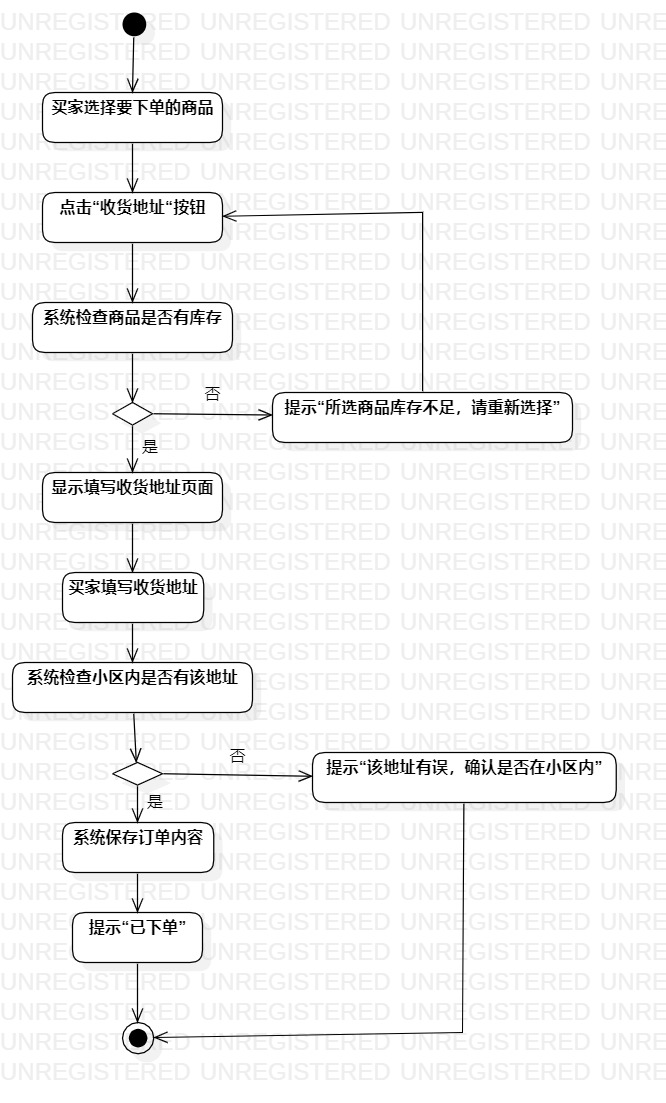 买家选择要下单的商品
点击“收货地址“按钮
系统检查商品是否有库存
否
提示“所选商品库存不足，请重新选择”
是
显示填写收货地址页面
买家填写收货地址
系统检查小区内是否有该地址
否
提示“该地址有误，确认是否在小区内”
是
系统保存订单内容
提示“已下单”
UNREGISTERED UNREGISTERED UNREGISTERED UNRE